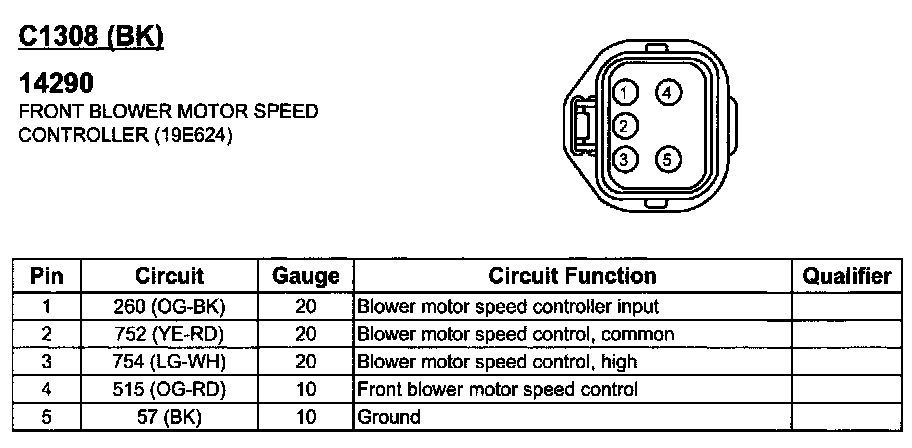 C1308 (BK)
14290
FRONT BLOWER MOTOR SPEED
CONTROLLER (19E624)
1 4
2
3 5
Pin Circuit Gauge Circuit Function Qualifier
1 260 (OG-BK) 20 Blower motor speed controller input
2 752 (YE-RD) 20 Blower motor speed control, common
3 754 (LG-WH) 20 Blower motor speed control, high
4 515 (OG-RD) 10 Front blower motor speed control
5 57 (BK) 10 Ground